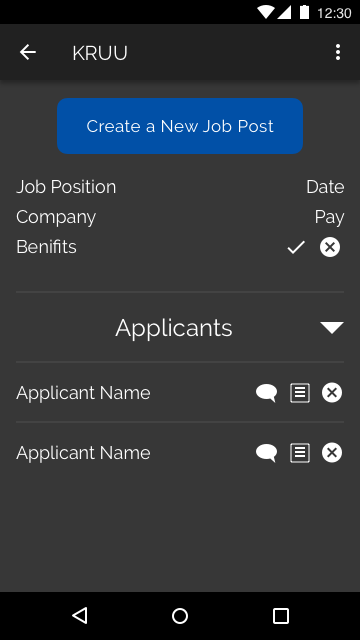 12:30
KRUU
Create a New Job Post
Job Position Date
Company Pay
Benifits
Applicants
Applicant Name
Applicant Name